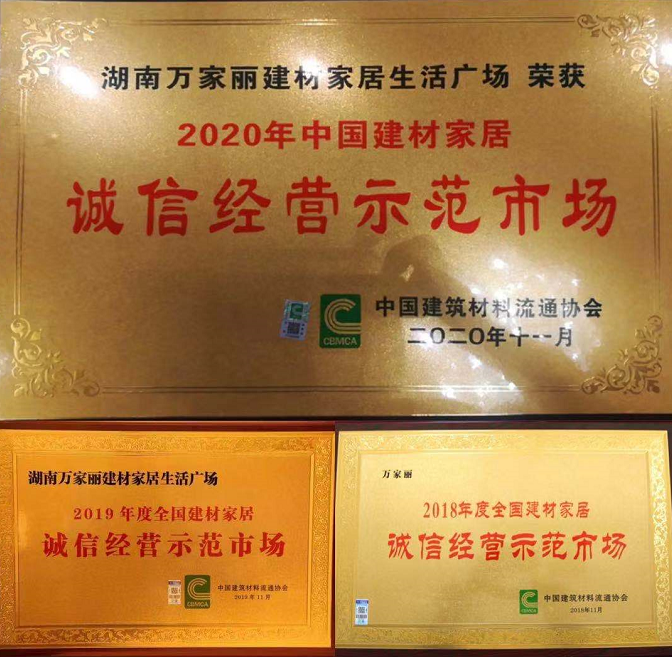 湖南万家丽建材家居生活广场 荣获
2020年中国建材家居
诚信经营示范市场
CBMCA
中国建筑材料流通协会
二〇二〇年十一月
湖南万家丽建材家居生活广场
2019年度全国建材家居
诚信经营示范市场
CBMCA
中国建筑材料流通协会
2019年11月
万家丽
2018年度全国建材家居
诚信经营示范市场
CBMCA
中国建筑材料流通协会
2018年11月